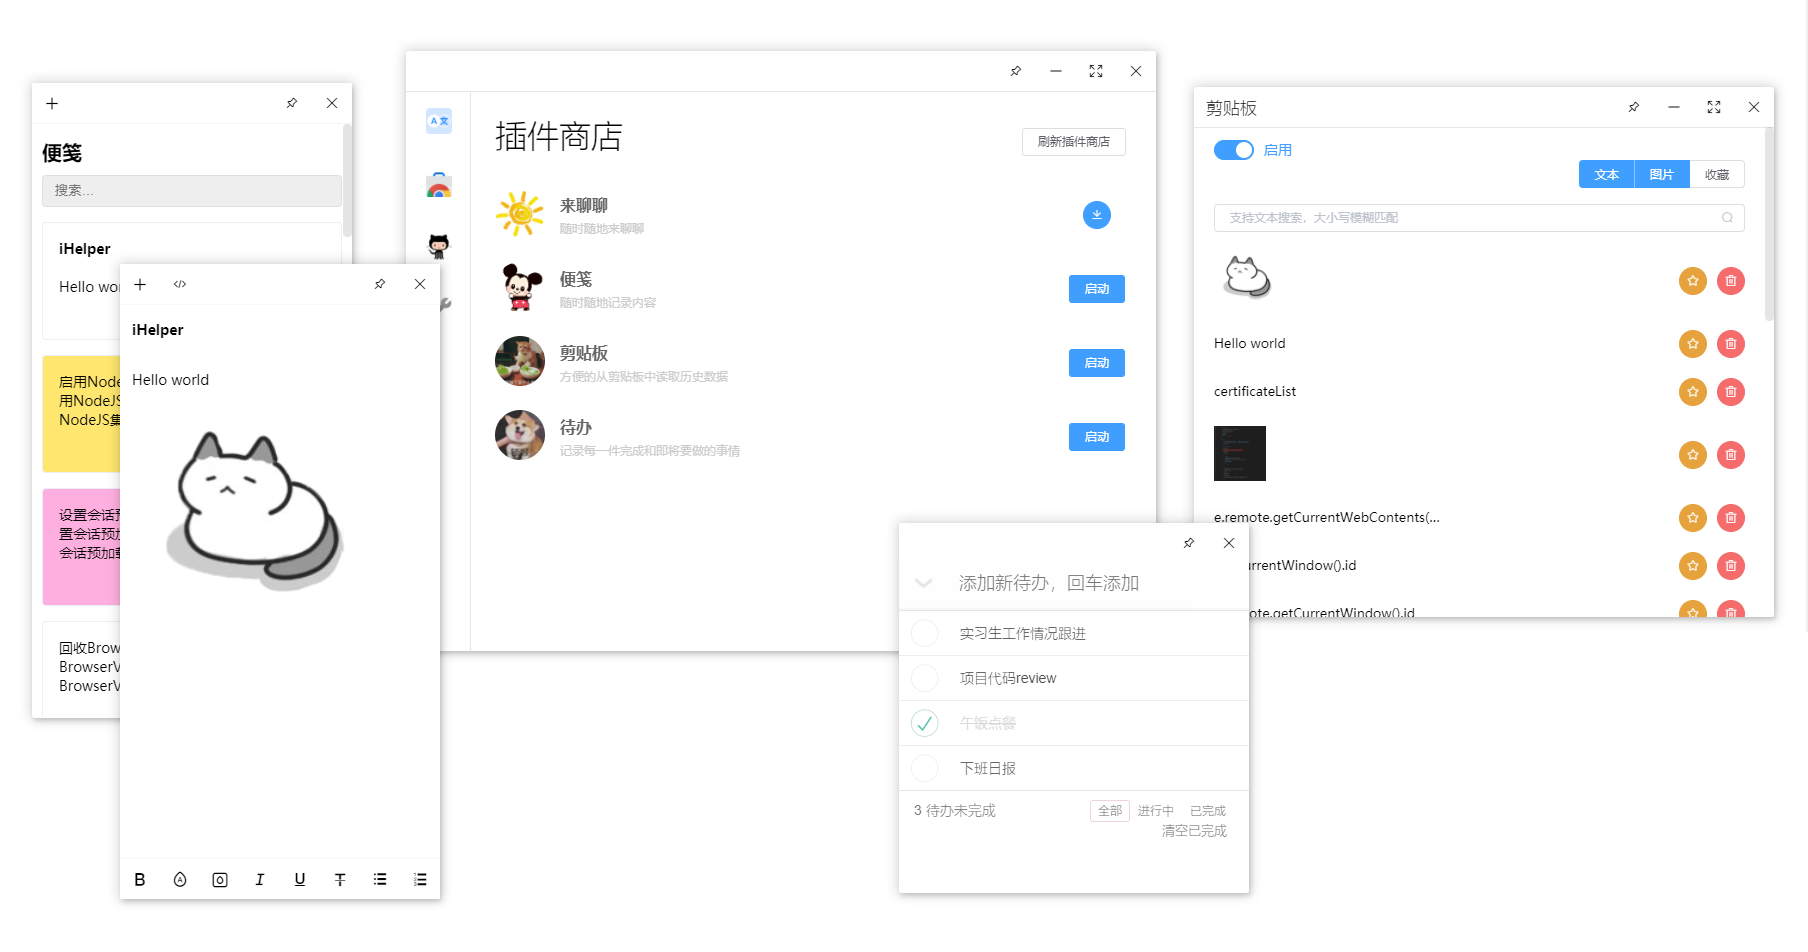 便笺
搜索...
iHelper
Hello wor
启用Node
用NodeJS
NodeJS集
设置会话预
置会话预加
会话预加载
回收Brow
BrowserV
BrowserV
iHelper
Hello world
插件商店
刷新插件商店
来聊聊
随时随地来聊聊
便笺
随时随地记录内容
启动
剪贴板
方便的从剪贴板中读取历史数据
启动
待办
记录每一件完成和即将要做的事情
启动
添加新待办，回车添加
实习生工作情况跟进
项目代码review
午饭点餐
下班日报
3 待办未完成
全部 进行中 已完成
清空已完成
剪贴板
启用
文本 图片 收藏
支持文本搜索，大小写模糊匹配
Hello world
certificateList
e.remote.getCurrentWebContents(...
urrentWindow().id
ote.getCurrentWindow().id